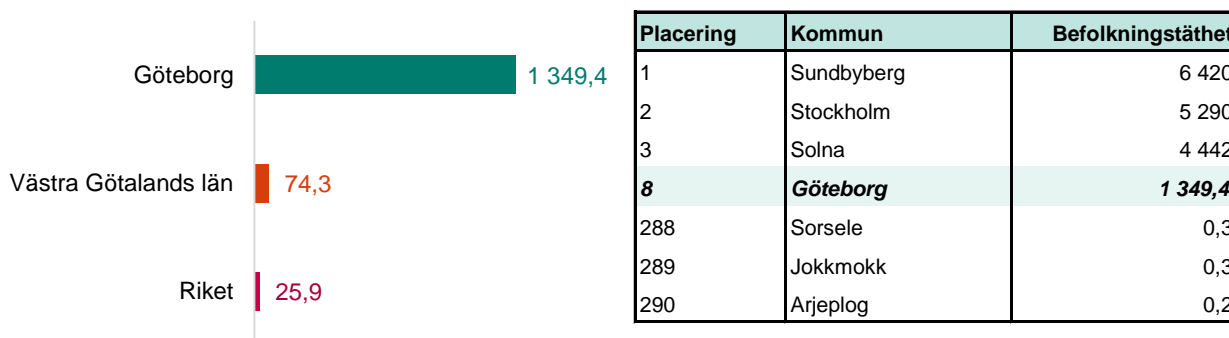 Göteborg
1 349,4
Västra Götalands län
74,3
Riket
25,9
Placering Kommun Befolkningstäthet
1 Sundbyberg 6 420
2 Stockholm 5 290
3 Solna 4 442
8 Göteborg 1 349,4
288 Sorsele 0,3
289 Jokkmokk 0,3
290 Arjeplog 0,2